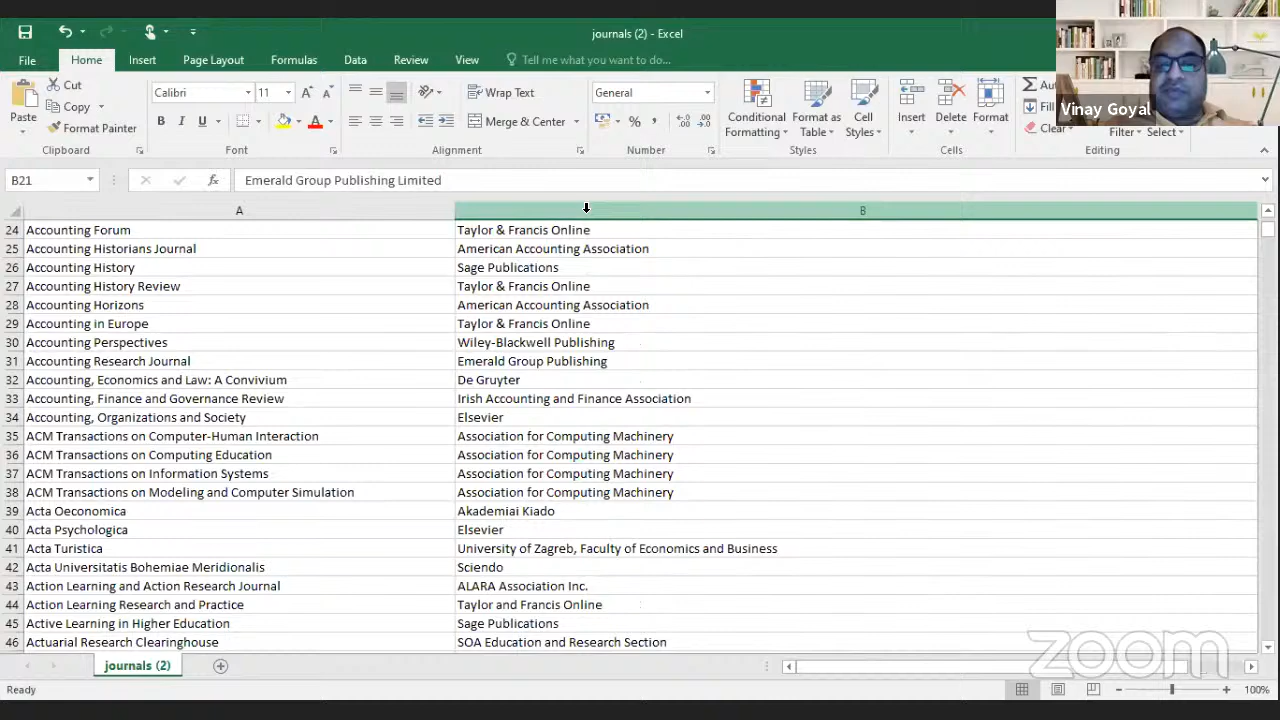 journals (2) - Excel
File Home Insert Page Layout Formulas Data Review View Tell me what you want to do...
Vinay Goyal
Paste
Cut
Copy
Format Painter
Clipboard
Calibri 11
B I U
Font
Wrap Text
Merge & Center
Alignment
General
Number
Conditional Formatting
Format as Table
Cell Styles
Styles
Insert Delete Format
Cells
Fill
Clear
Filter Select
Editing
B21 fx Emerald Group Publishing Limited
A B
24 Accounting Forum Taylor & Francis Online
25 Accounting Historians Journal American Accounting Association
26 Accounting History Sage Publications
27 Accounting History Review Taylor & Francis Online
28 Accounting Horizons American Accounting Association
29 Accounting in Europe Taylor & Francis Online
30 Accounting Perspectives Wiley-Blackwell Publishing
31 Accounting Research Journal Emerald Group Publishing
32 Accounting, Economics and Law: A Convivium De Gruyter
33 Accounting, Finance and Governance Review Irish Accounting and Finance Association
34 Accounting, Organizations and Society Elsevier
35 ACM Transactions on Computer-Human Interaction Association for Computing Machinery
36 ACM Transactions on Computing Education Association for Computing Machinery
37 ACM Transactions on Information Systems Association for Computing Machinery
38 ACM Transactions on Modeling and Computer Simulation Association for Computing Machinery
39 Acta Oeconomica Akademiai Kiado
40 Acta Psychologica Elsevier
41 Acta Turistica University of Zagreb, Faculty of Economics and Business
42 Acta Universitatis Bohemiae Meridionalis Sciendo
43 Action Learning and Action Research Journal ALARA Association Inc.
44 Action Learning Research and Practice Taylor and Francis Online
45 Active Learning in Higher Education Sage Publications
46 Actuarial Research Clearinghouse SOA Education and Research Section
zoom
journals (2)
Ready 100%